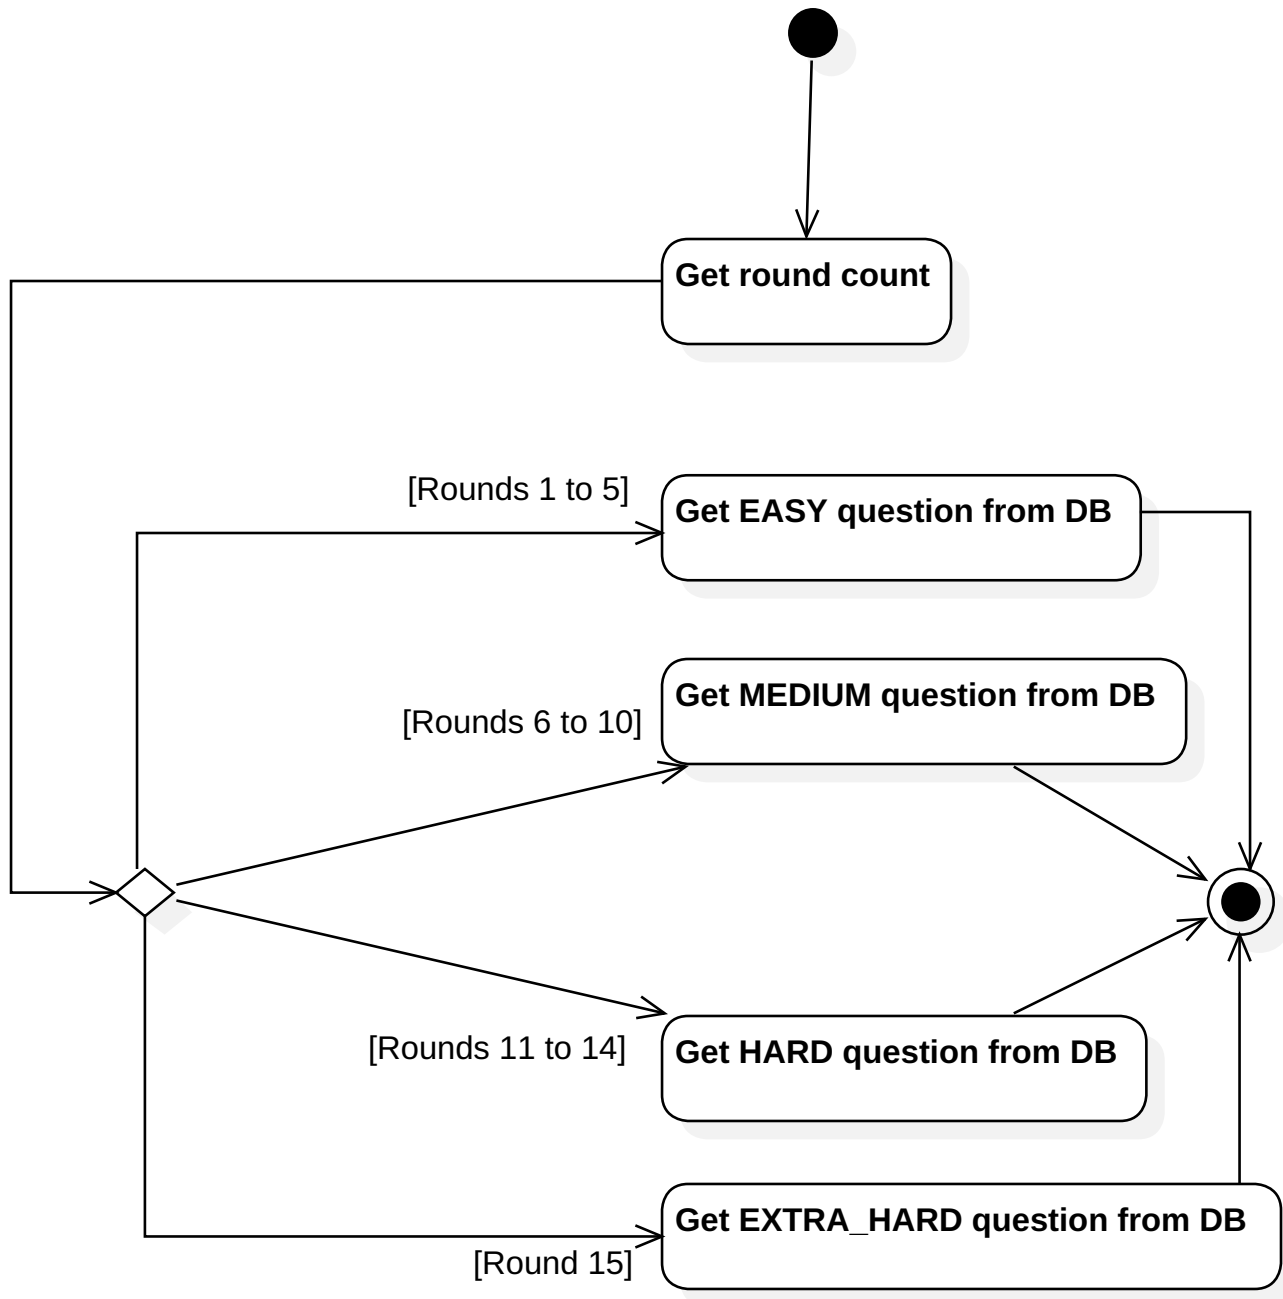 Get round count
[Rounds 1 to 5]
Get EASY question from DB
Get MEDIUM question from DB
[Rounds 6 to 10]
[Rounds 11 to 14]
Get HARD question from DB
Get EXTRA_HARD question from DB
[Round 15]